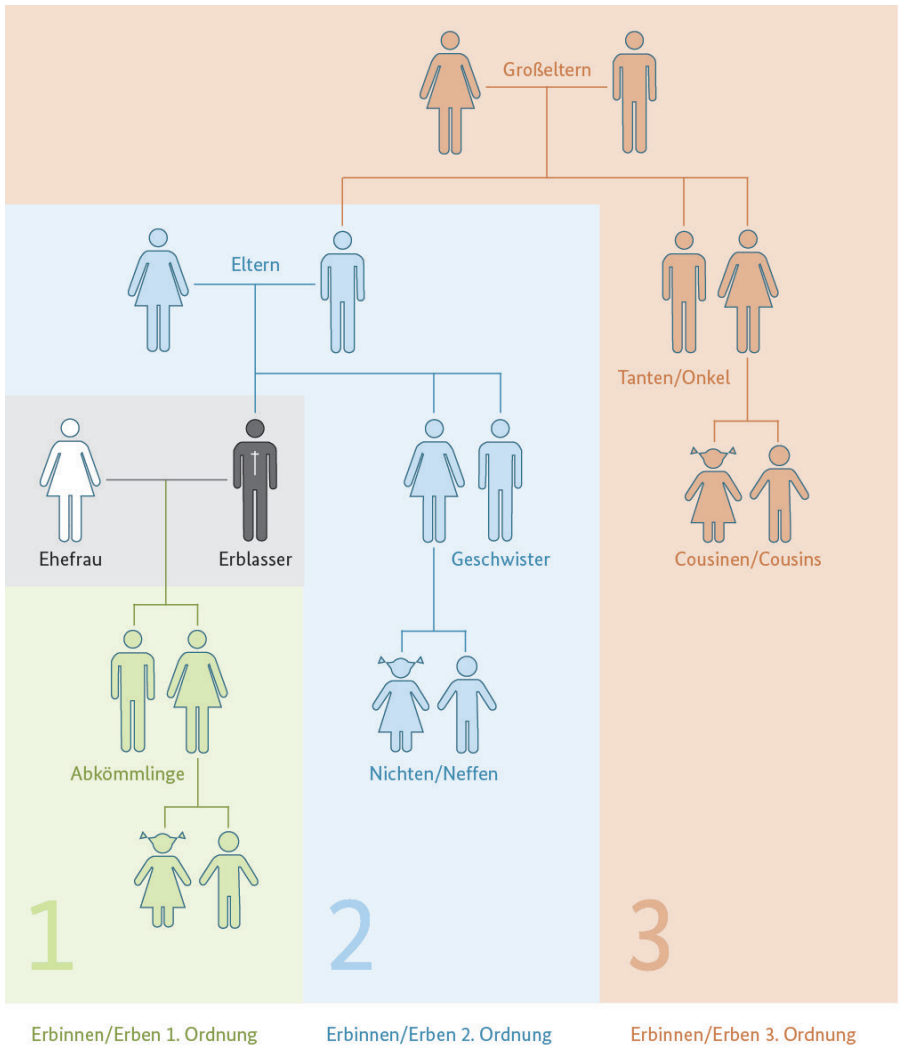 Großeltern
Eltern
Tanten/Onkel
Ehefrau
Erblasser
Geschwister
Cousinen/Cousins
Abkömmlinge
Nichten/Neffen
1
2
3
Erbinnen/Erben 1. Ordnung
Erbinnen/Erben 2. Ordnung
Erbinnen/Erben 3. Ordnung